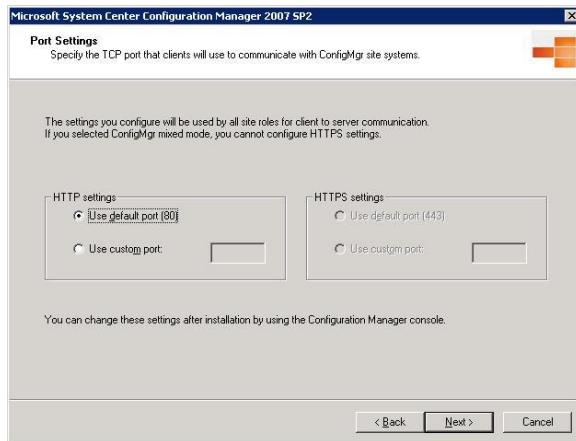 Microsoft System Center Configuration Manager 2007 SP2
Port Settings
Specify the TCP port that clients will use to communicate with ConfigMgr site systems.
The settings you configure will be used by all site roles for client to server communication.
If you selected ConfigMgr mixed mode, you cannot configure HTTPS settings.
HTTP settings
Use default port (80)
Use custom port:
HTTPS settings
Use default port (443)
Use custom port:
You can change these settings after installation by using the Configuration Manager console.
< Back
Next >
Cancel